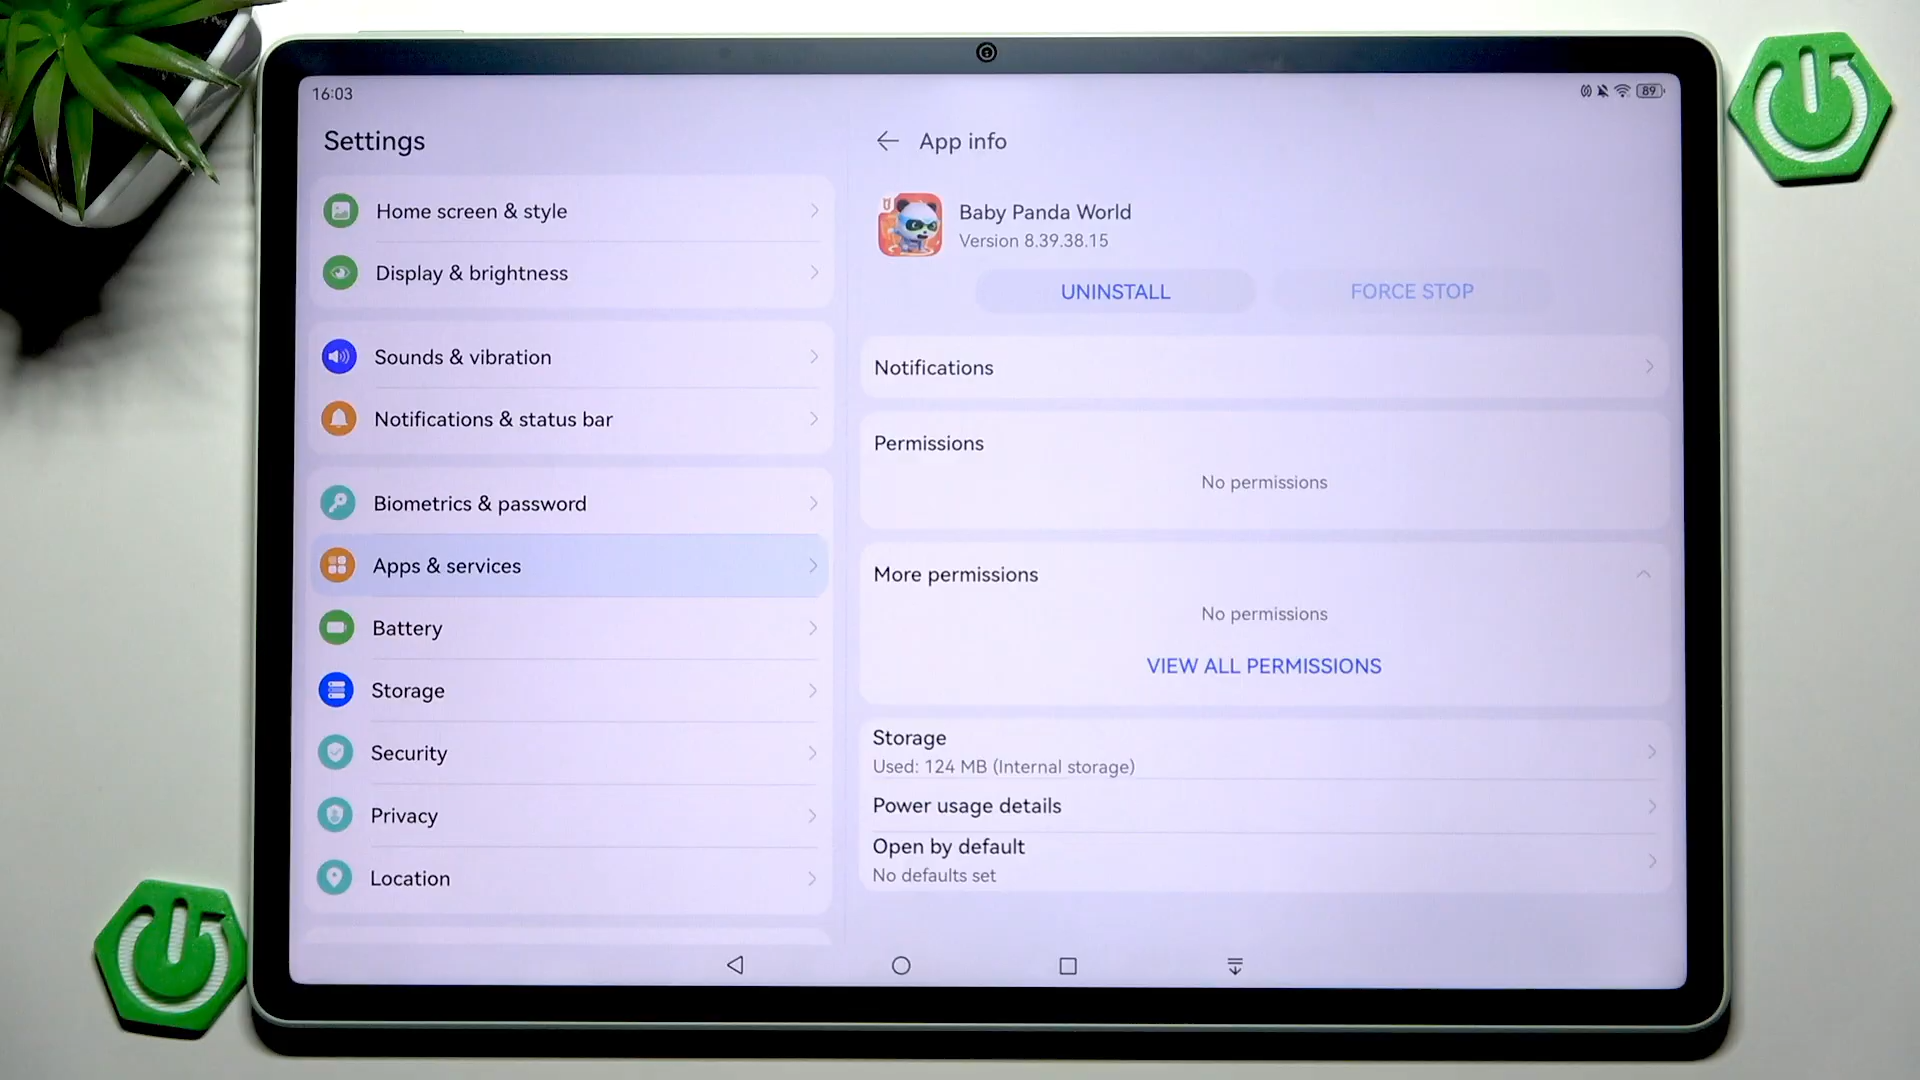 16:03
89
Settings
Home screen & style
Display & brightness
Sounds & vibration
Notifications & status bar
Biometrics & password
Apps & services
Battery
Storage
Security
Privacy
Location
App info
Baby Panda World
Version 8.39.38.15
UNINSTALL
FORCE STOP
Notifications
Permissions
No permissions
More permissions
No permissions
VIEW ALL PERMISSIONS
Storage
Used: 124 MB (Internal storage)
Power usage details
Open by default
No defaults set